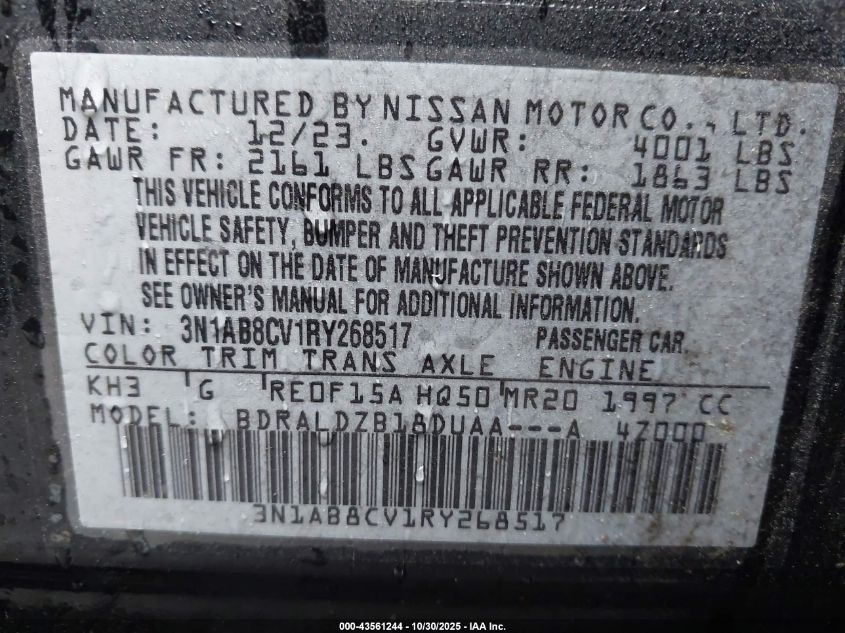 MANUFACTURED BY NISSAN MOTOR CO., LTD.
DATE: 12/23. GVWR: 4001 LBS
GAWR FR: 2161 LBS GAWR RR: 1863 LBS
THIS VEHICLE CONFORMS TO ALL APPLICABLE FEDERAL MOTOR
VEHICLE SAFETY, BUMPER AND THEFT PREVENTION STANDARDS
IN EFFECT ON THE DATE OF MANUFACTURE SHOWN ABOVE.
SEE OWNER'S MANUAL FOR ADDITIONAL INFORMATION.
VIN: 3N1AB8CV1RY268517 PASSENGER CAR
COLOR TRIM TRANS AXLE ENGINE
KH3 G RE0F15A HQ50 MR20 1997 CC
MODEL: BDRALDZB18DUAA---A 4Z000
3N1AB8CV1RY268517
000-43561244 - 10/30/2025 - IAA Inc.